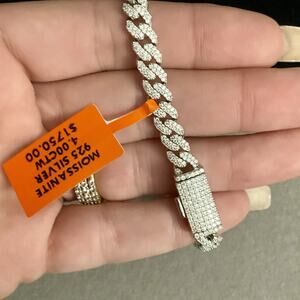 MOISSANITE
925 SILVER
4.00CTW
$1750.00